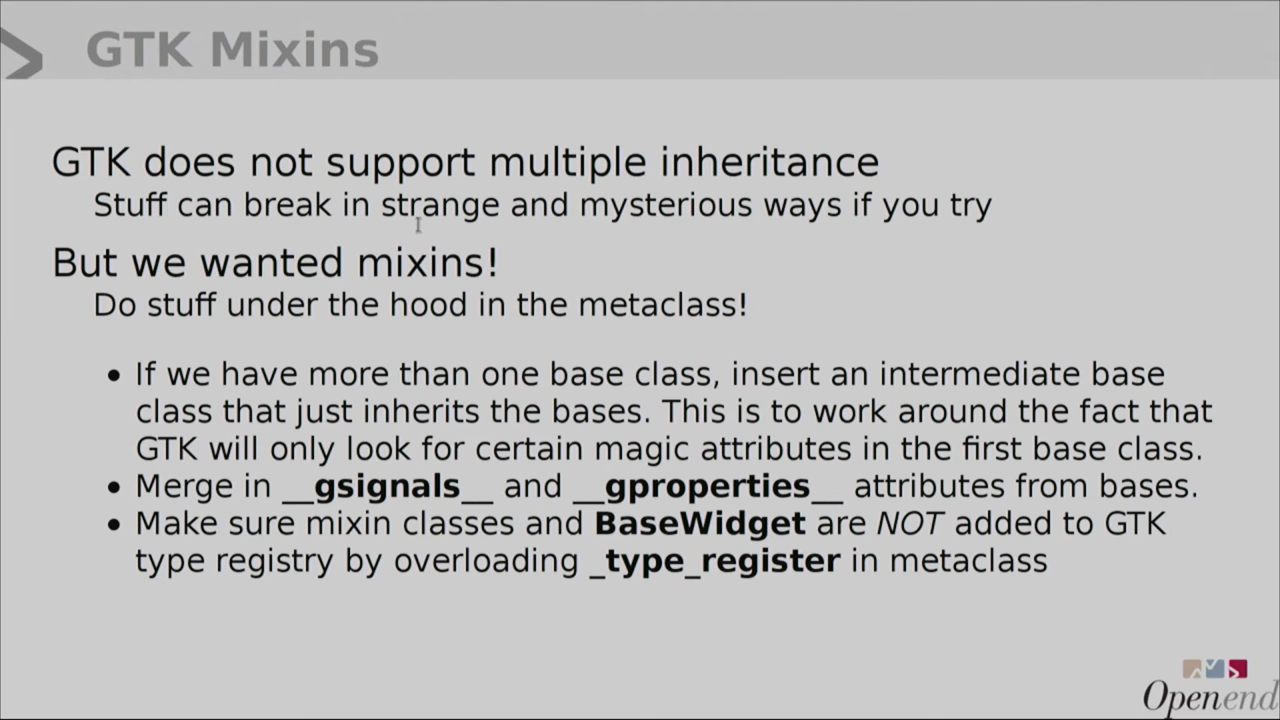 GTK Mixins
GTK does not support multiple inheritance
Stuff can break in strange and mysterious ways if you try
But we wanted mixins!
Do stuff under the hood in the metaclass!
• If we have more than one base class, insert an intermediate base
class that just inherits the bases. This is to work around the fact that
GTK will only look for certain magic attributes in the first base class.
• Merge in __gsignals__ and __gproperties__ attributes from bases.
• Make sure mixin classes and BaseWidget are NOT added to GTK
type registry by overloading _type_register in metaclass
Openend